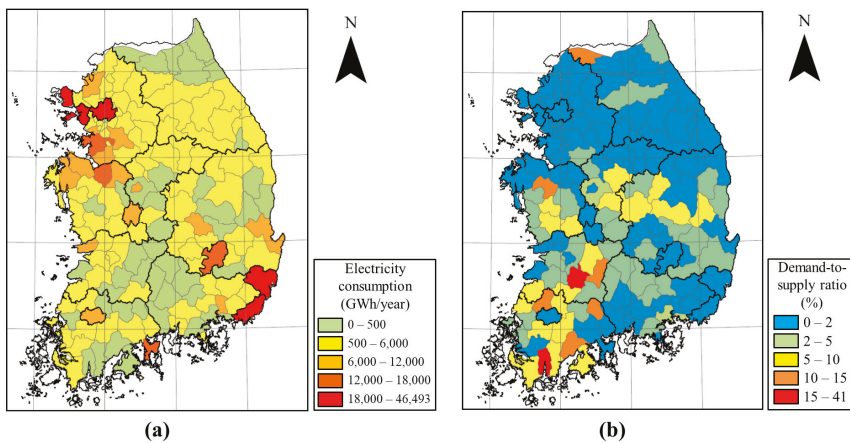 N
Electricity
consumption
(GWh/year)
0 – 500
500 – 6,000
6,000 – 12,000
12,000 – 18,000
18,000 – 46,493
(a)
N
Demand-to-
supply ratio
(%)
0 – 2
2 – 5
5 – 10
10 – 15
15 – 41
(b)